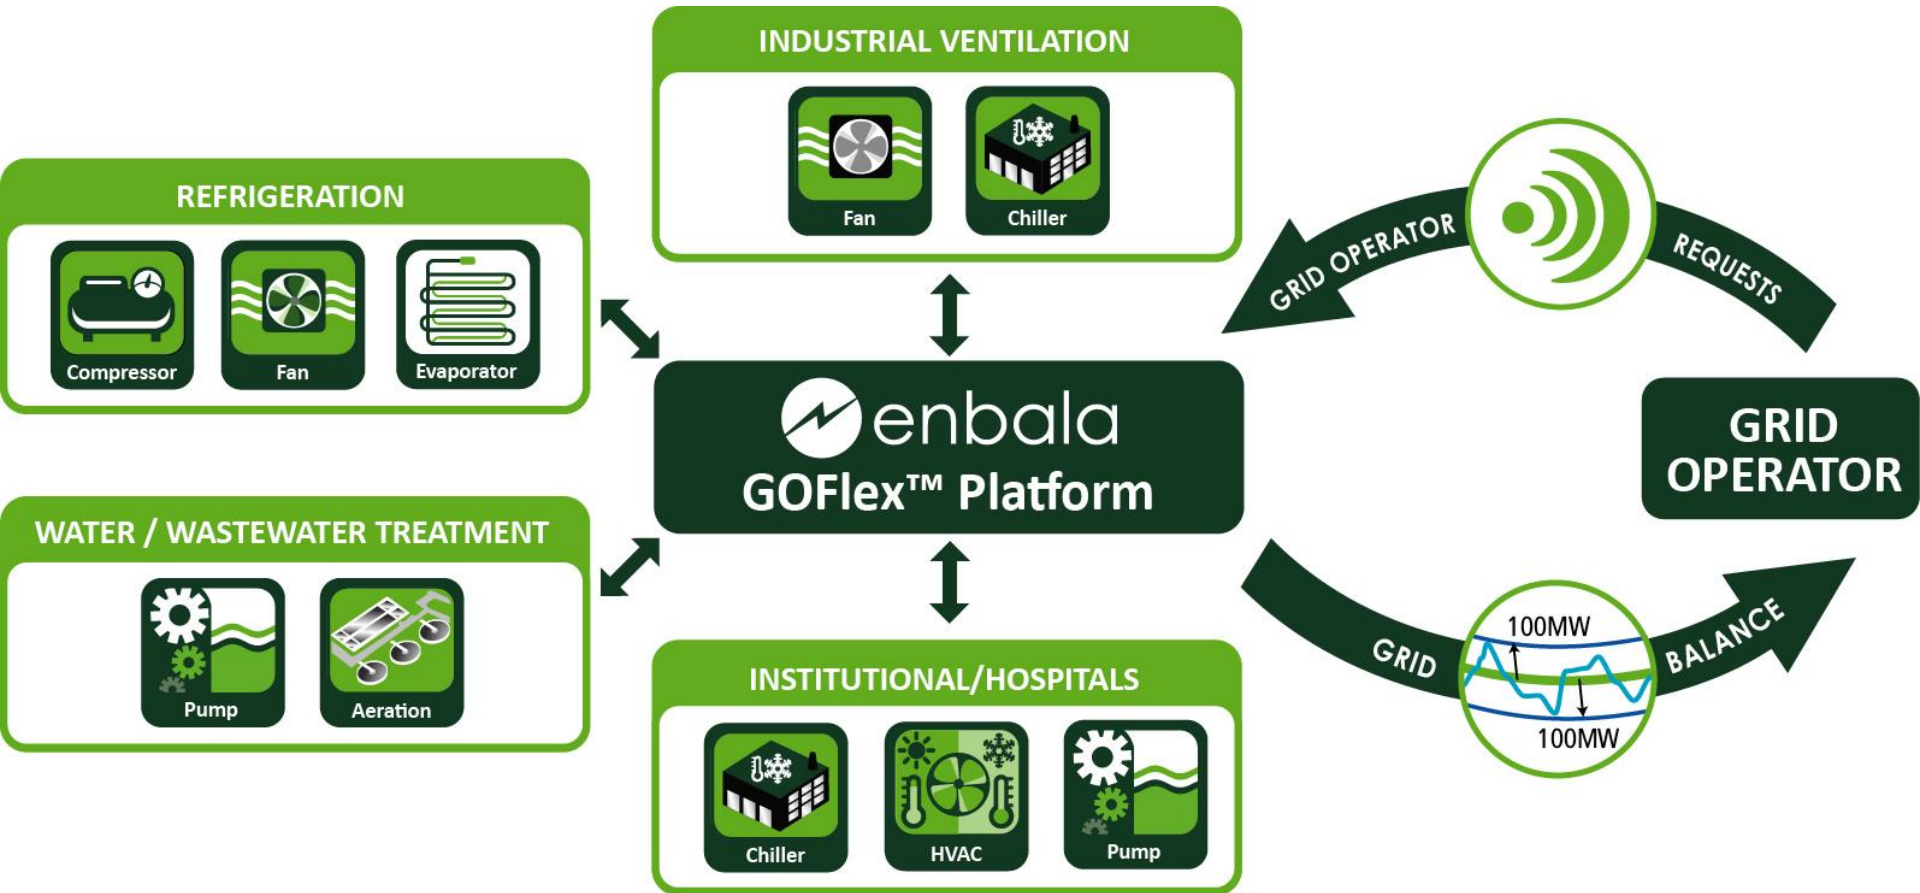 INDUSTRIAL VENTILATION
Fan
Chiller
REFRIGERATION
Compressor
Fan
Evaporator
GRID OPERATOR
REQUESTS
enbala
GOFlex™ Platform
GRID
OPERATOR
WATER / WASTEWATER TREATMENT
Pump
Aeration
INSTITUTIONAL/HOSPITALS
Chiller
HVAC
Pump
GRID
100MW
100MW
BALANCE